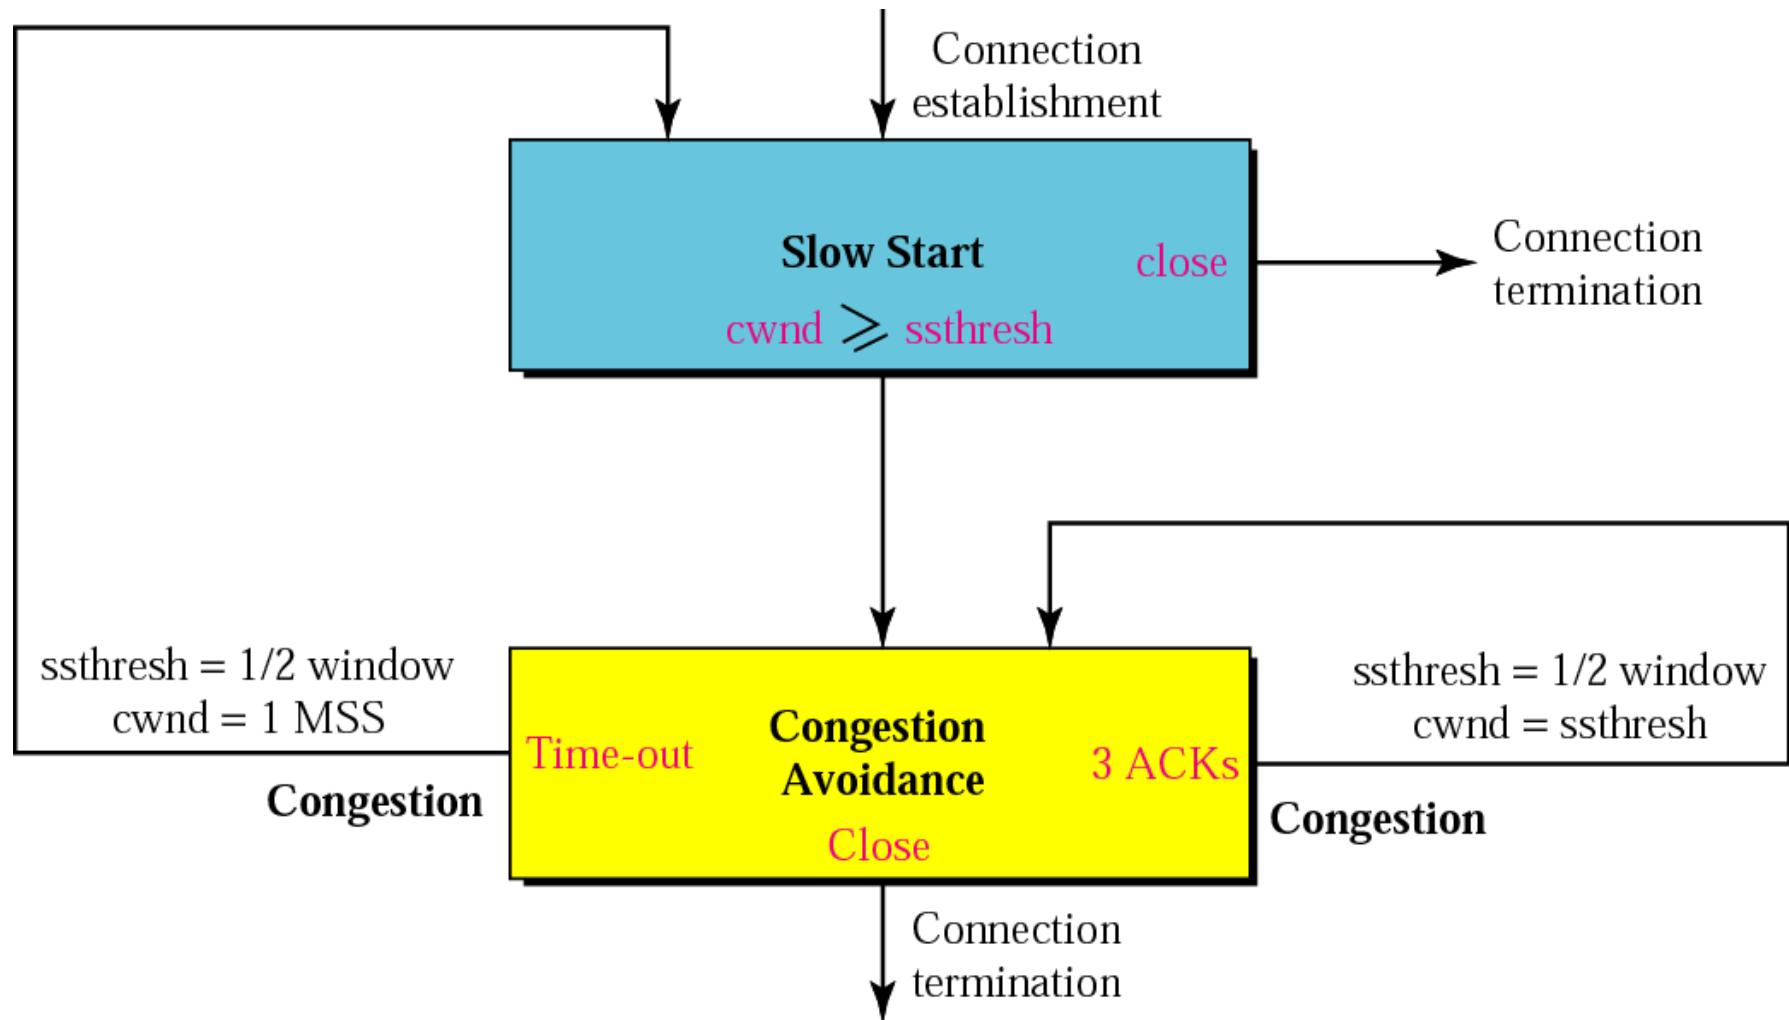 Connection
establishment
Slow Start
close
Connection
termination
cwnd ⩾ ssthresh
ssthresh = 1/2 window
cwnd = 1 MSS
Time-out
Congestion
Congestion
Avoidance
Close
3 ACKs
ssthresh = 1/2 window
cwnd = ssthresh
Congestion
Connection
termination